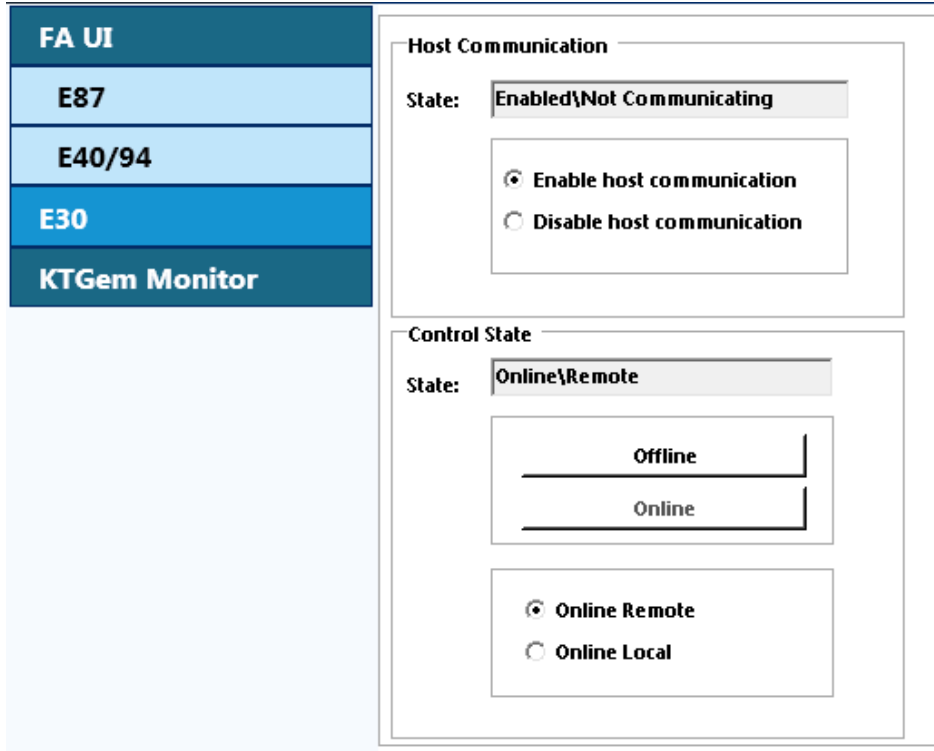 FA UI
E87
E40/94
E30
KTGem Monitor
Host Communication
State: Enabled\Not Communicating
Enable host communication
Disable host communication
Control State
State: Online\Remote
Offline
Online
Online Remote
Online Local